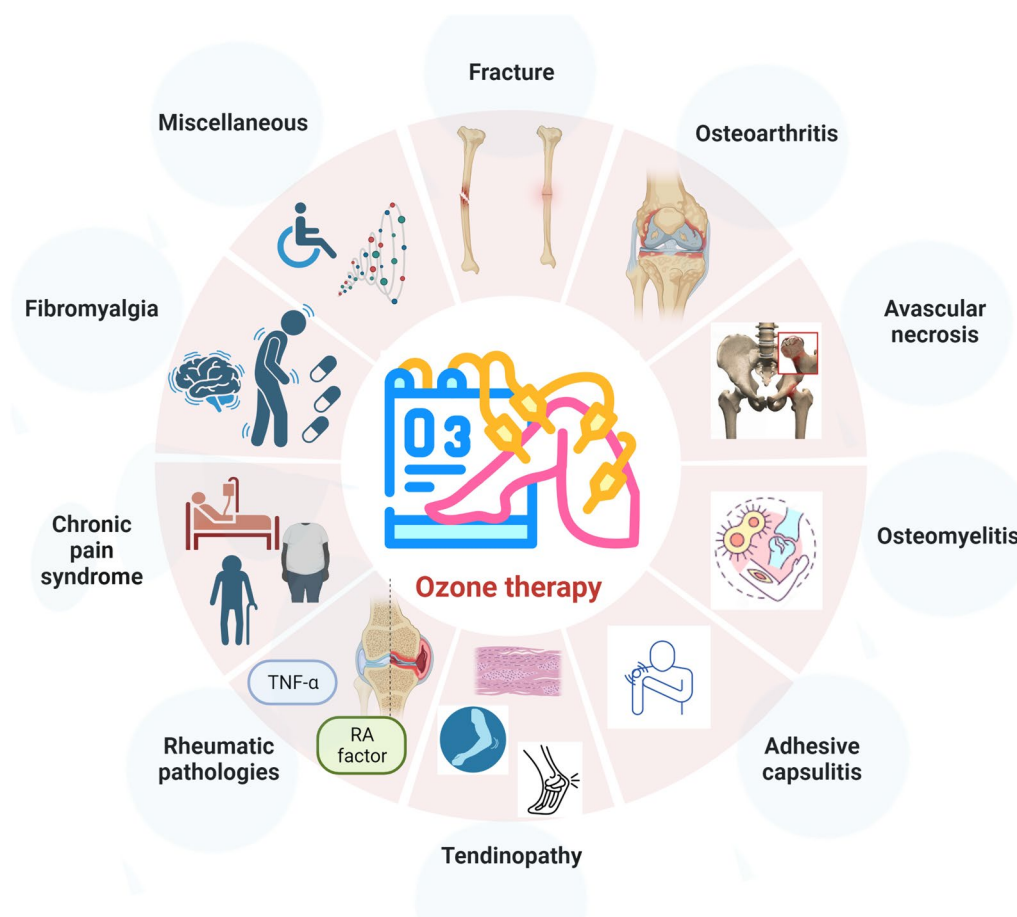 Fracture
Miscellaneous
Osteoarthritis
Fibromyalgia
Avascular
necrosis
O3
Chronic
pain
syndrome
Osteomyelitis
Ozone therapy
TNF-α
RA
factor
Rheumatic
pathologies
Adhesive
capsulitis
Tendinopathy